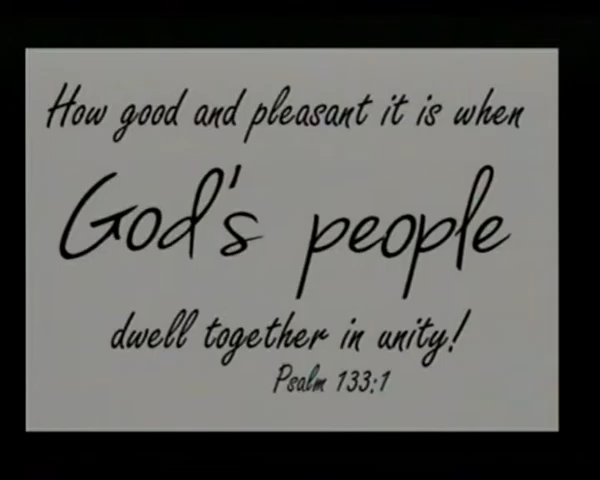 How good and pleasant it is when
God's people
dwell together in unity!
Psalm 133:1